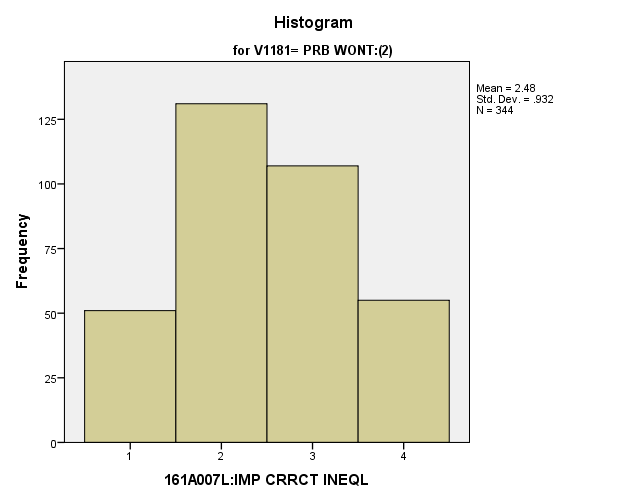 Histogram
for V1181= PRB WONT:(2)
Mean = 2.48
Std. Dev. = .932
N = 344
125
100
75
50
25
0
Frequency
1 2 3 4
161A007L:IMP CRRCT INEQL